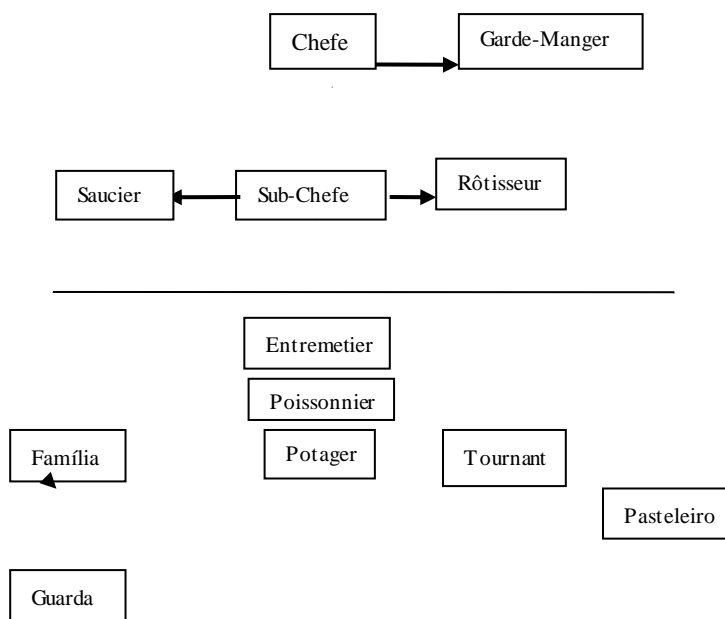 Chefe
Garde-Manger
Saucier
Sub-Chefe
Rôtisseur
Entremetier
Poissonnier
Família
Potager
Tournant
Pasteleiro
Guarda